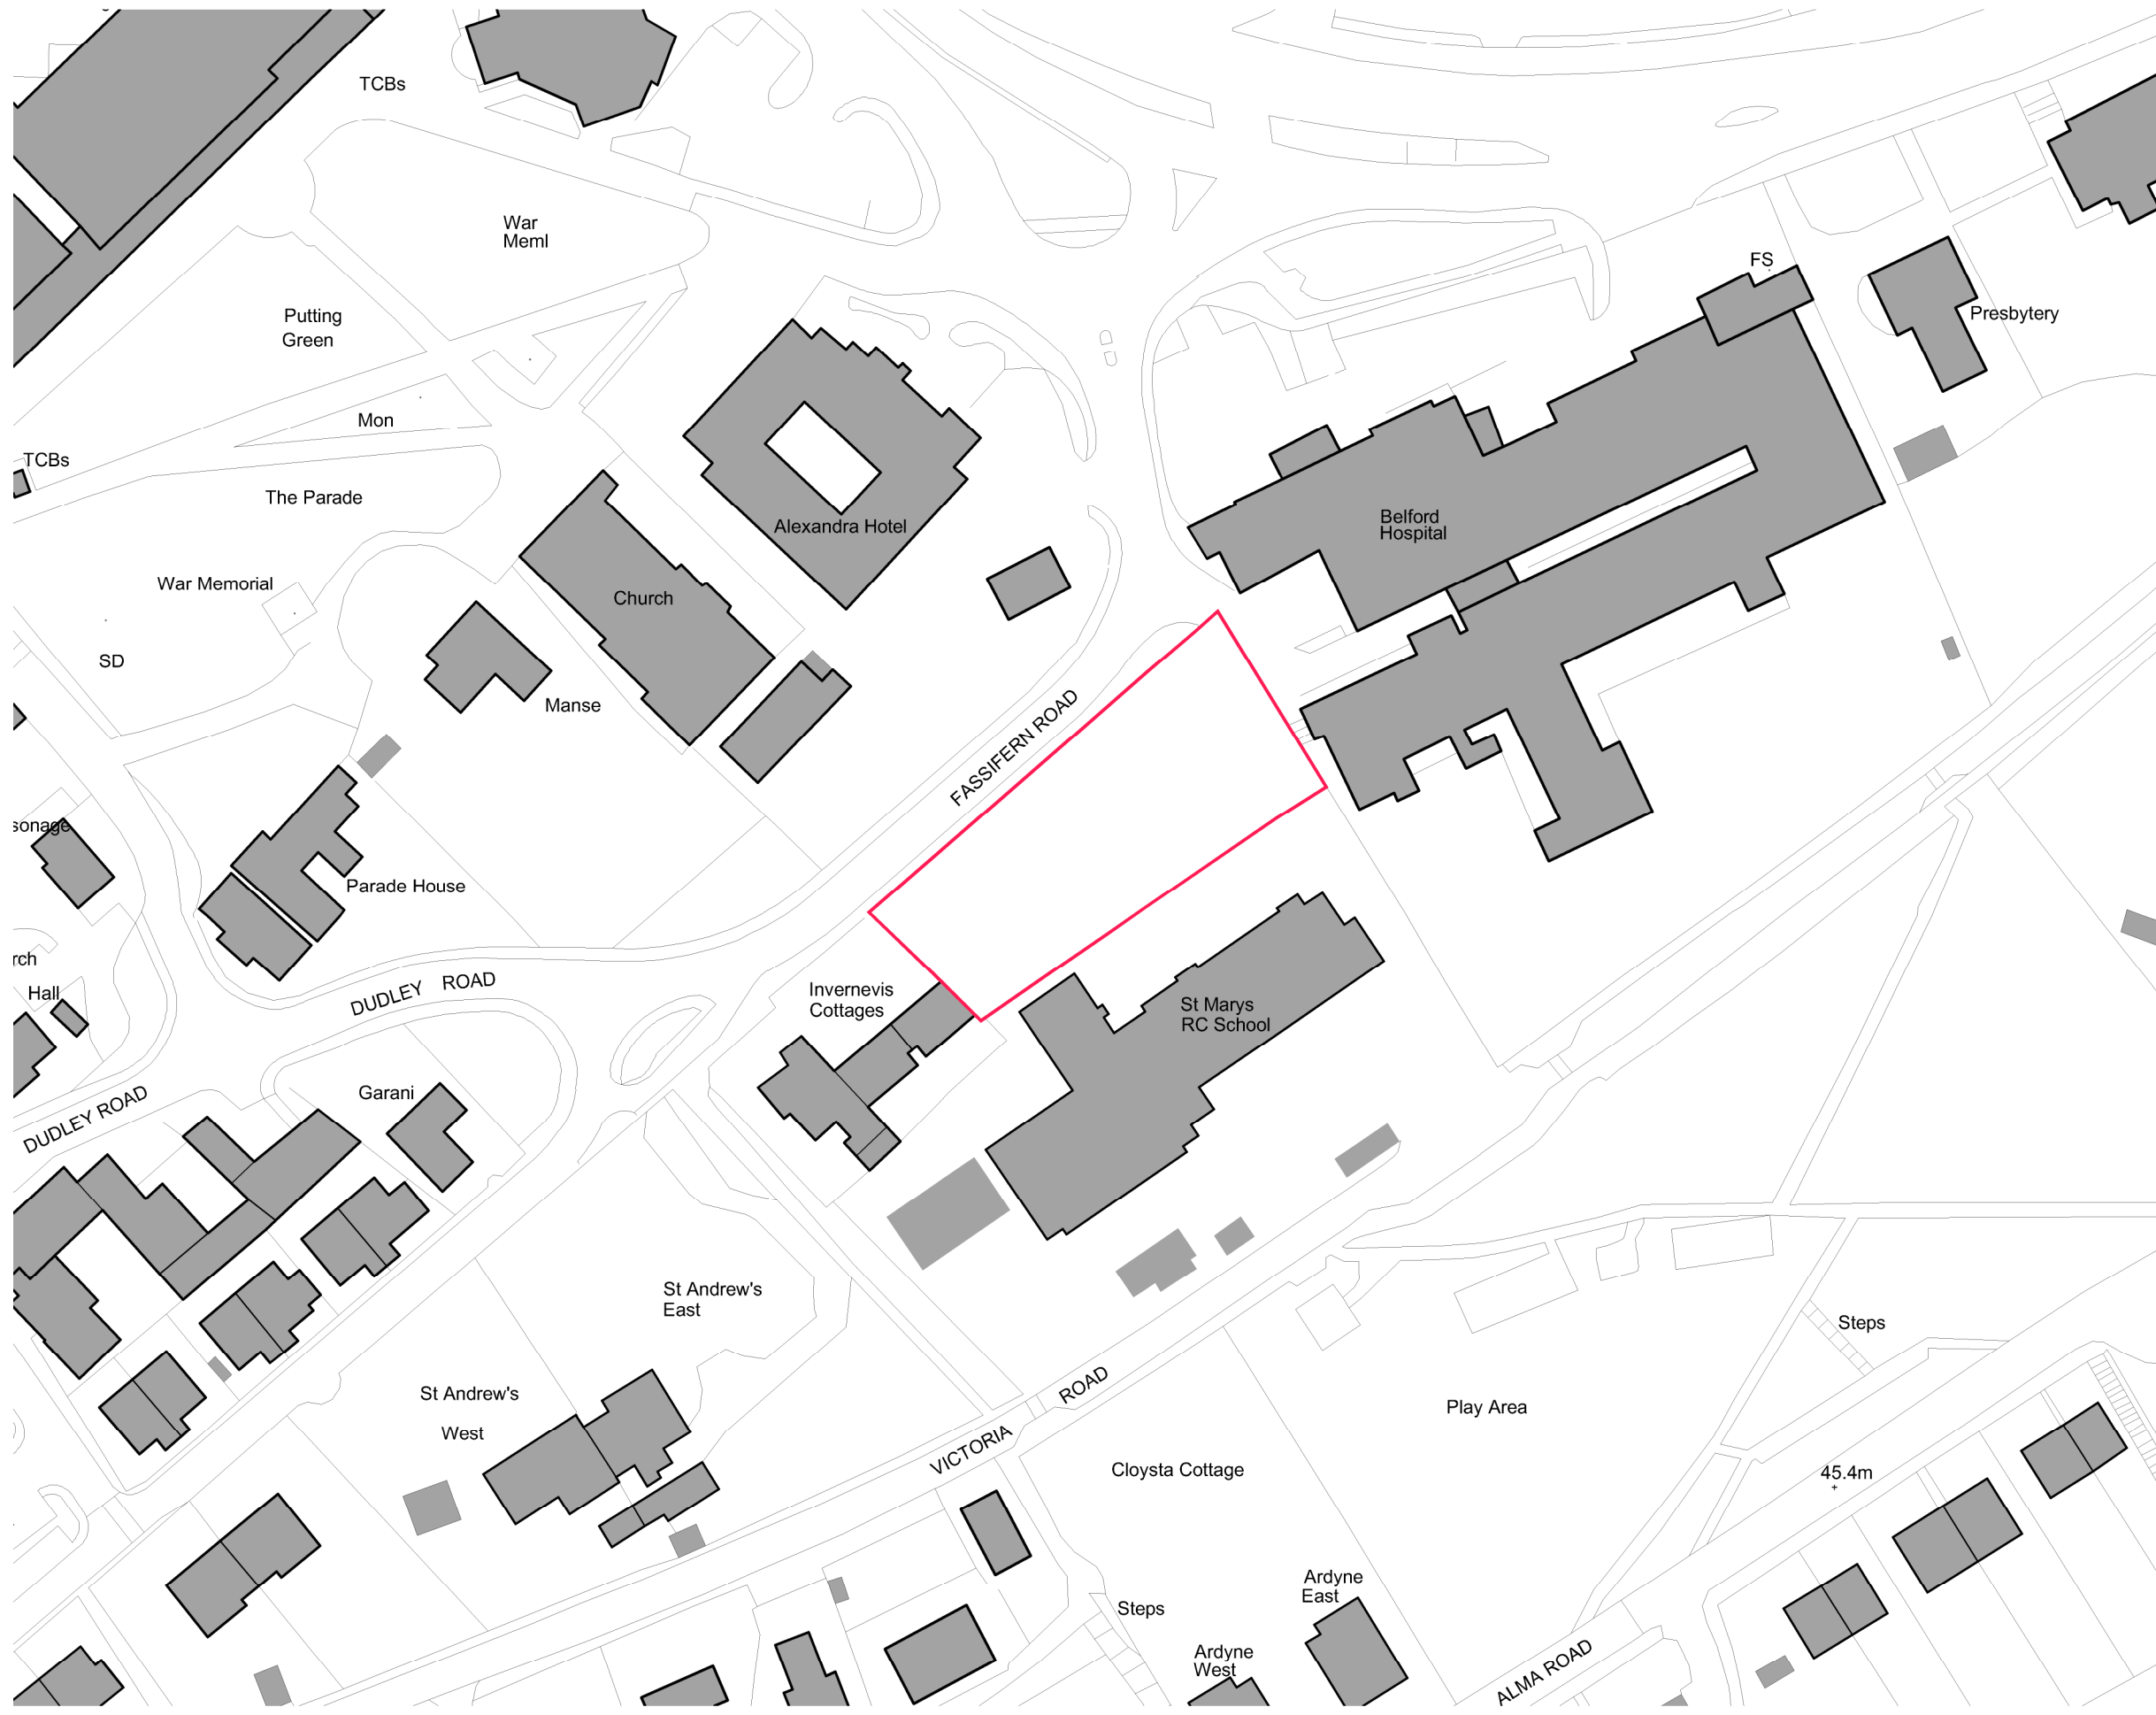 TCBs
War
Meml
FS
Presbytery
Putting
Green
Mon
TCBs
The Parade
Alexandra Hotel
Belford
Hospital
War Memorial
Church
SD
Manse
FASSIFERN ROAD
sonage
Parade House
rch
Hall
DUDLEY ROAD
Invernevis
Cottages
St Marys
RC School
Garani
DUDLEY ROAD
St Andrew's
East
Steps
St Andrew's
West
VICTORIA ROAD
Play Area
Cloysta Cottage
45.4m
Ardyne
East
Steps
Ardyne
West
ALMA ROAD